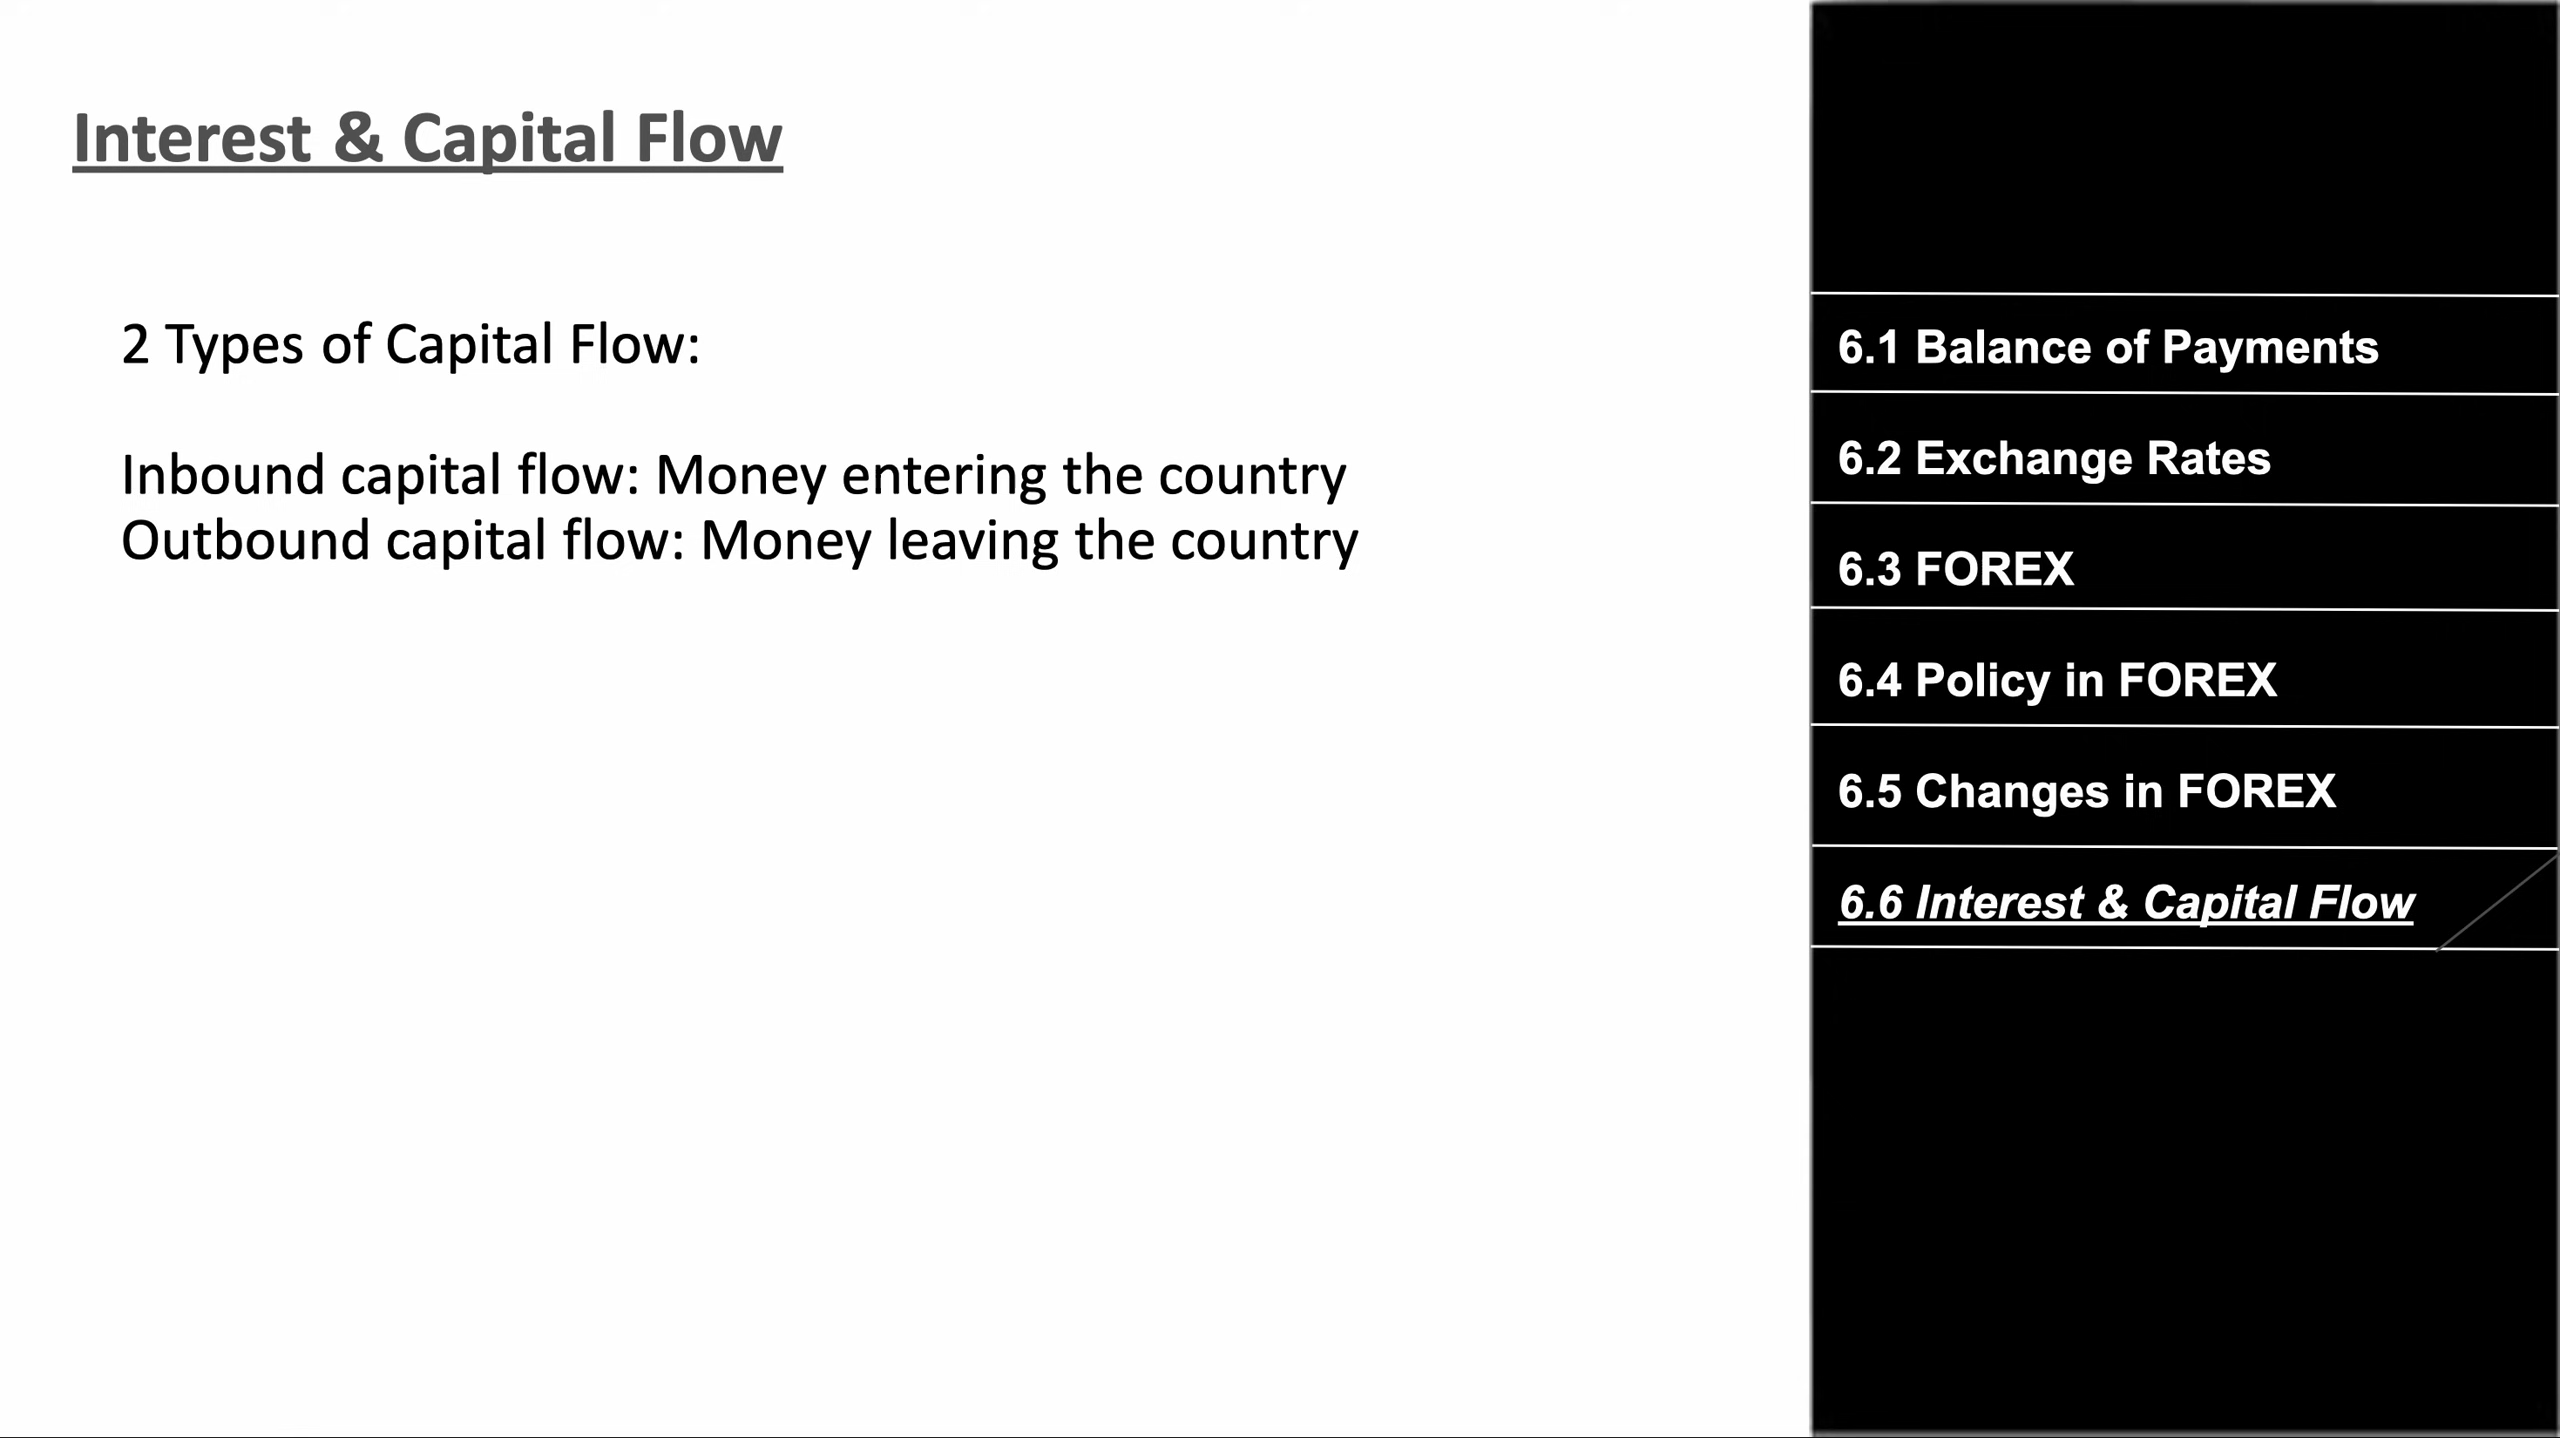 Interest & Capital Flow
2 Types of Capital Flow:
Inbound capital flow: Money entering the country
Outbound capital flow: Money leaving the country
6.1 Balance of Payments
6.2 Exchange Rates
6.3 FOREX
6.4 Policy in FOREX
6.5 Changes in FOREX
6.6 Interest & Capital Flow